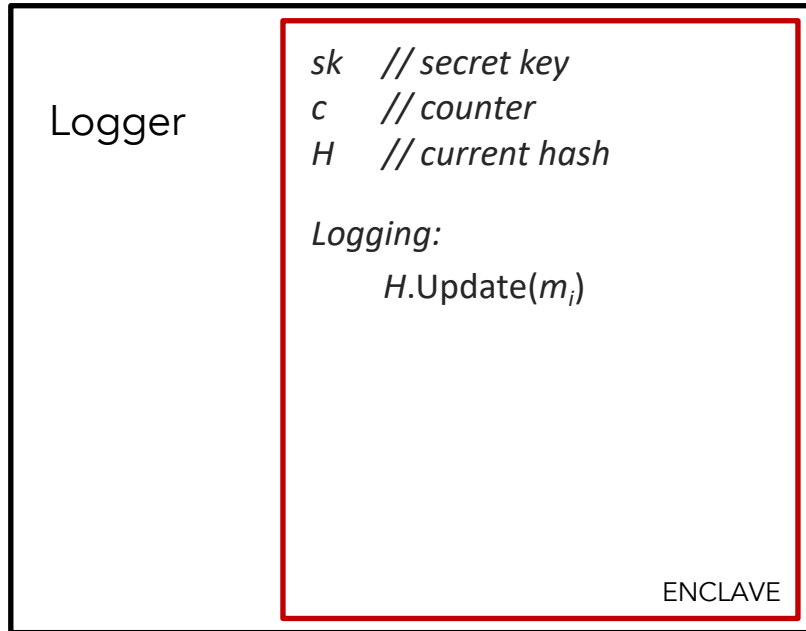 Logger
sk // secret key
c // counter
H // current hash
Logging:
H.Update(mi)
ENCLAVE